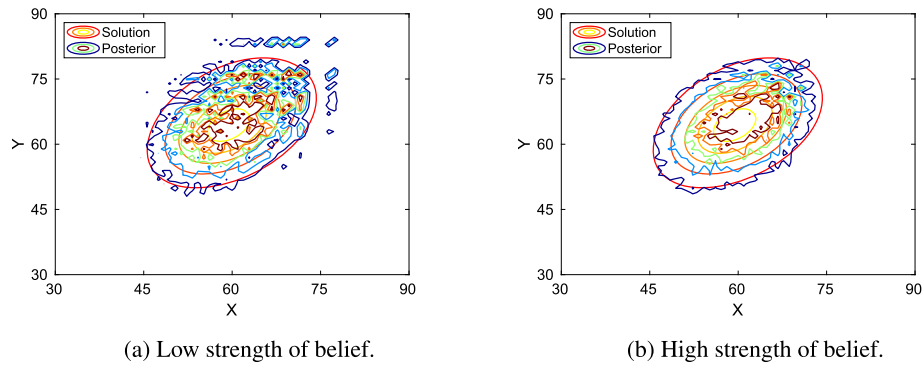 90
75
60
45
30
Y
Solution
Posterior
30 45 60 75 90
X
(a) Low strength of belief.
90
75
60
45
30
Y
Solution
Posterior
30 45 60 75 90
X
(b) High strength of belief.